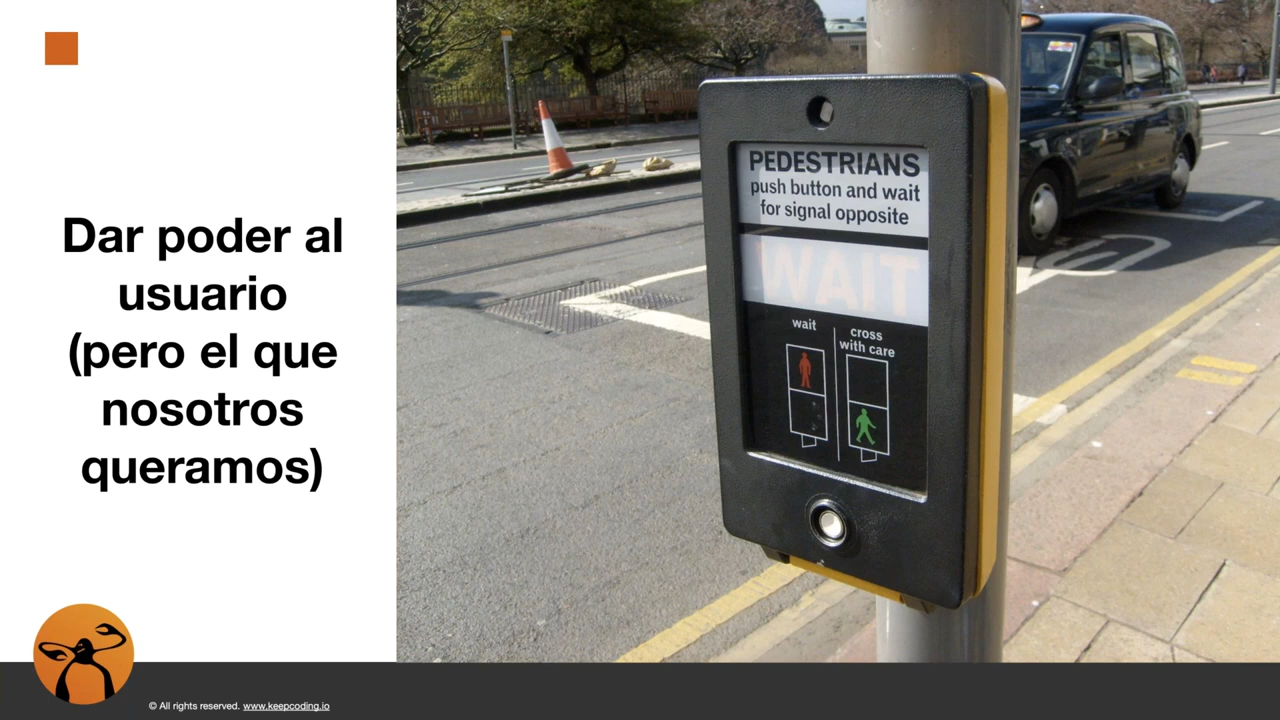 Dar poder al
usuario
(pero el que
nosotros
queramos)
PEDESTRIANS
push button and wait
for signal opposite
WAIT
wait
cross
with care
© All rights reserved. www.keepcoding.io